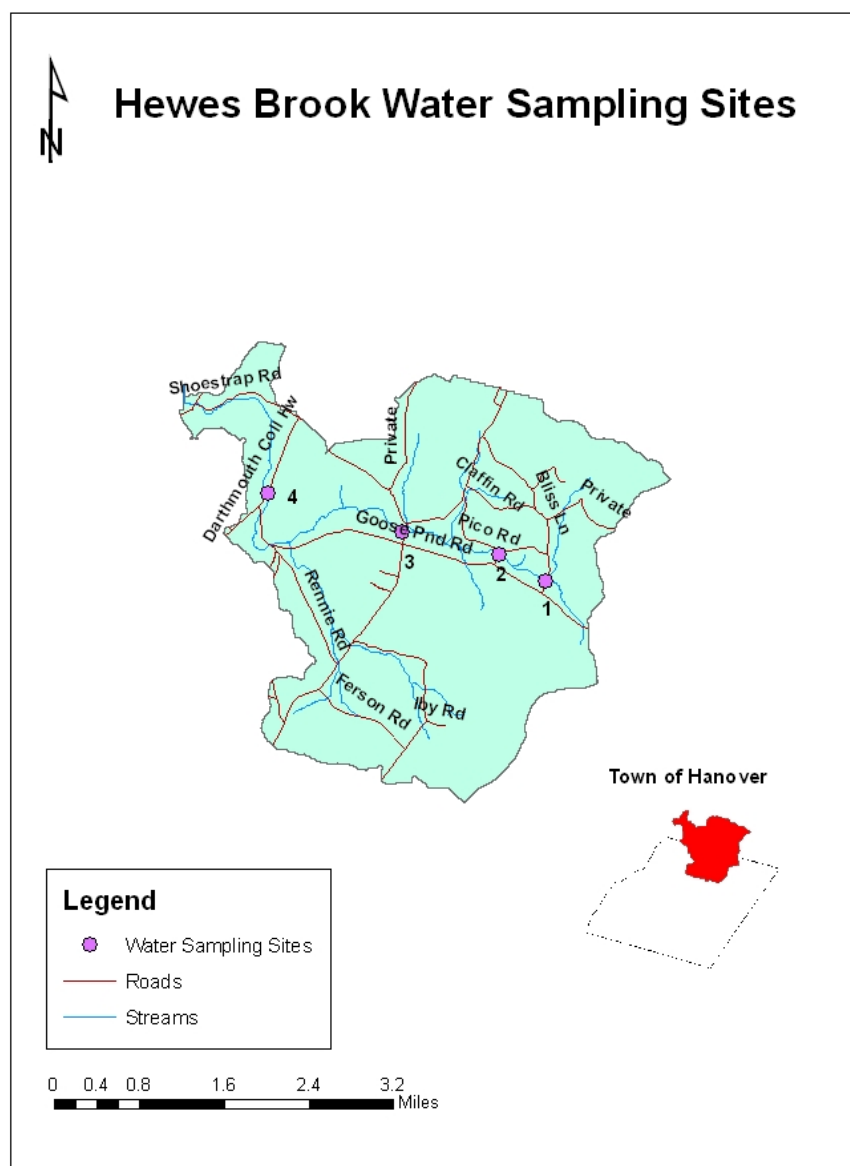 N
Hewes Brook Water Sampling Sites
Shoestrap Rd
Darthmouth Coll Hw
Private
Claffin Rd
Bliss Ln
Private
4
Goose Pnd Rd
Pico Rd
3
2
1
Rennie Rd
Ferson Rd
Iby Rd
Town of Hanover
Legend
Water Sampling Sites
Roads
Streams
0 0.4 0.8 1.6 2.4 3.2
Miles